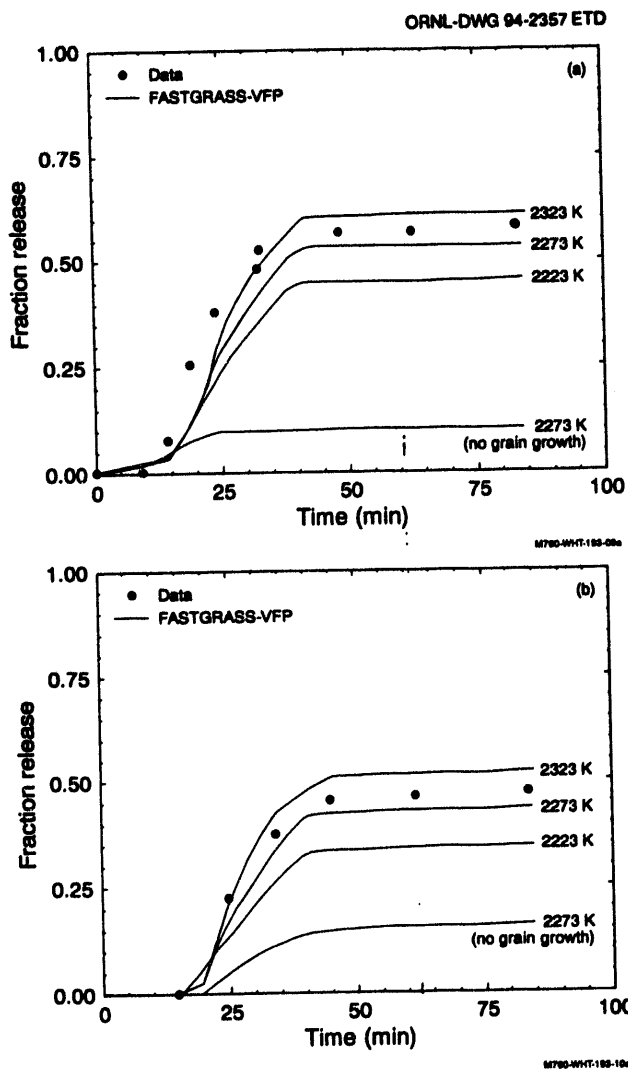 ORNL-DWG 94-2357 ETD
1.00
● Data
— FASTGRASS-VFP
(a)
0.75
2323 K
0.50
2273 K
2223 K
0.25
2273 K
(no grain growth)
0.00
0 25 50 75 100
Fraction release
Time (min)
1.00
● Data
— FASTGRASS-VFP
(b)
0.75
2323 K
0.50
2273 K
2223 K
0.25
2273 K
(no grain growth)
0.00
0 25 50 75 100
Fraction release
Time (min)